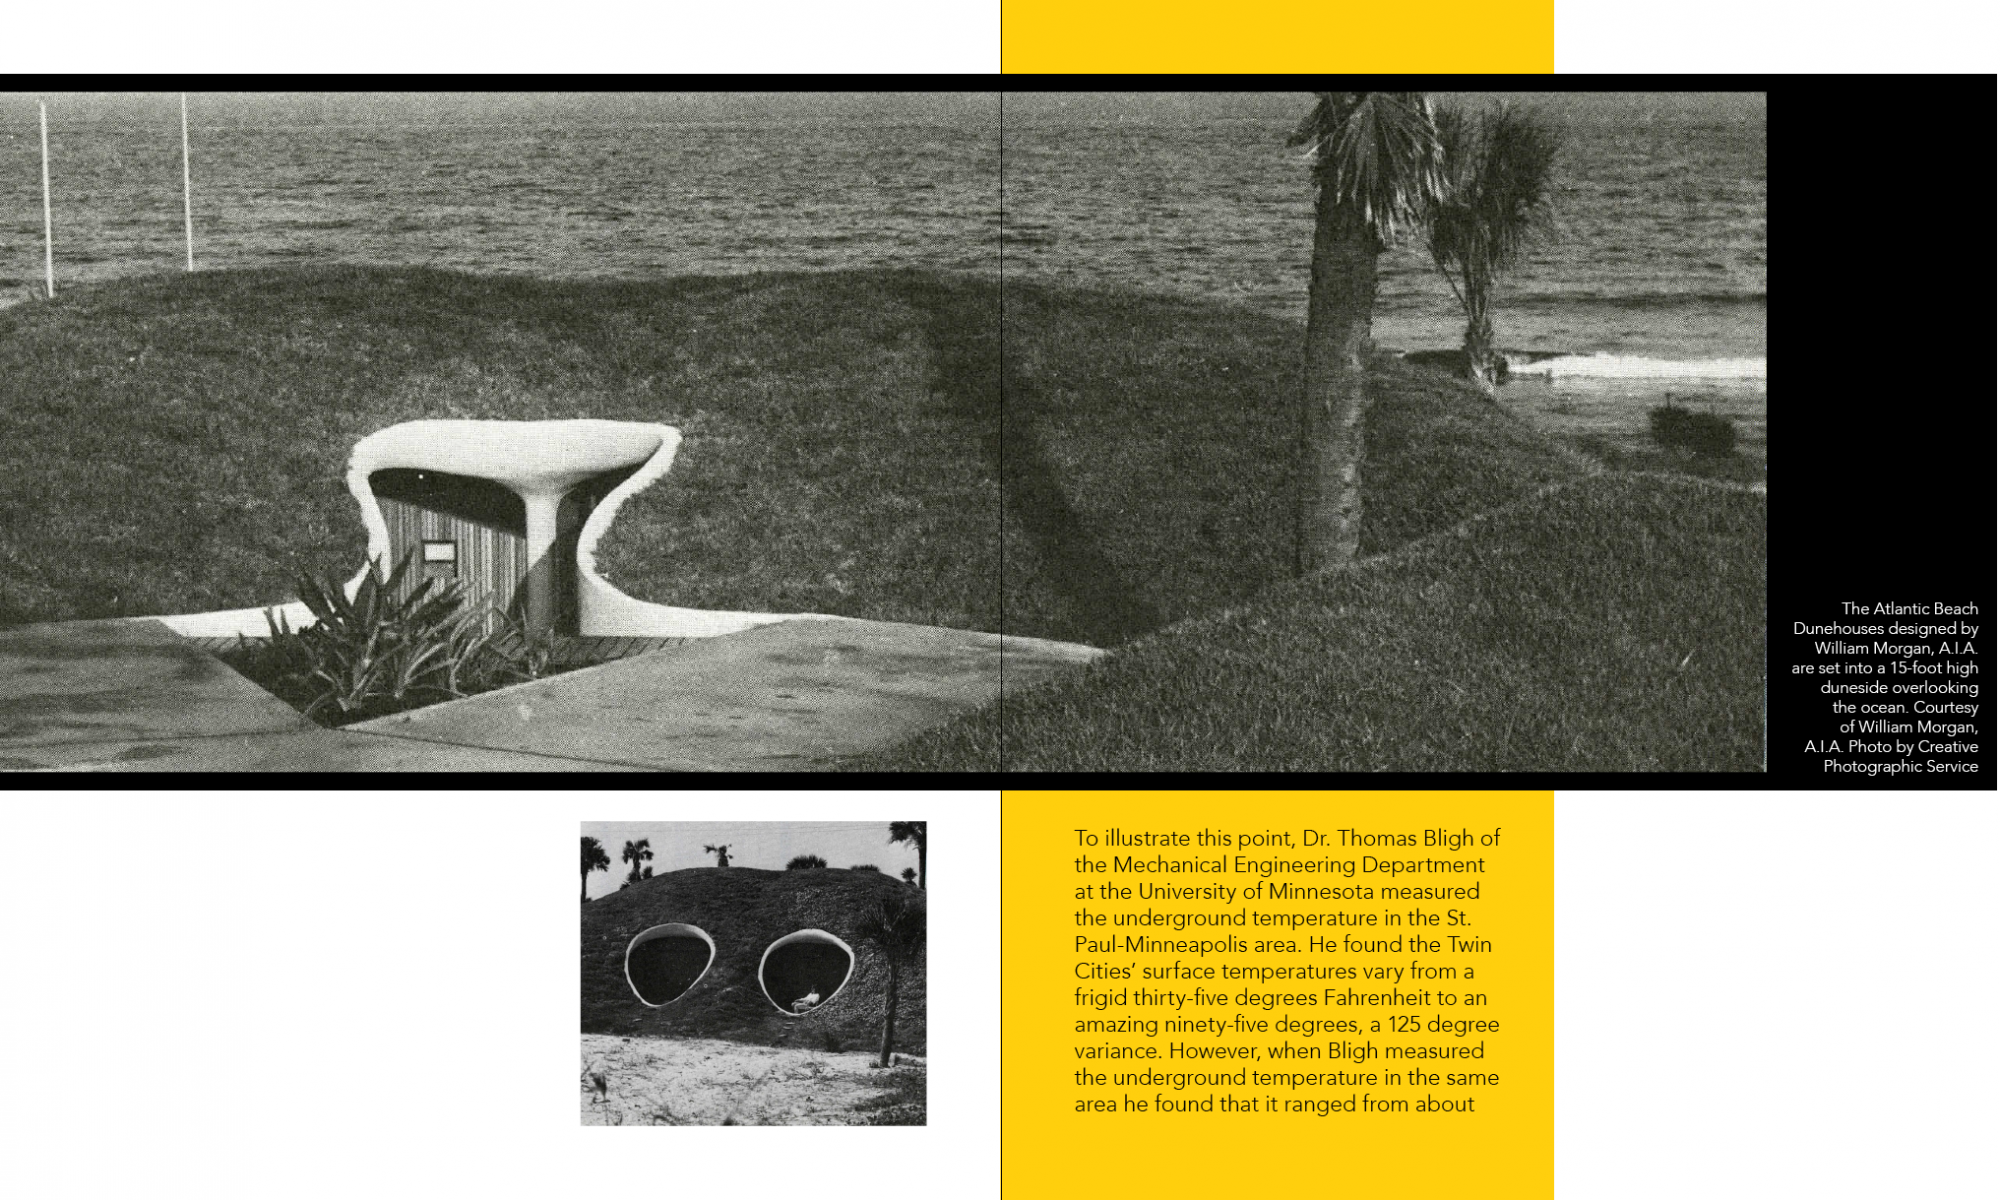 The Atlantic Beach
Dunehouses designed by
William Morgan, A.I.A.
are set into a 15-foot high
duneside overlooking
the ocean. Courtesy
of William Morgan,
A.I.A. Photo by Creative
Photographic Service
To illustrate this point, Dr. Thomas Bligh of
the Mechanical Engineering Department
at the University of Minnesota measured
the underground temperature in the St.
Paul-Minneapolis area. He found the Twin
Cities’ surface temperatures vary from a
frigid thirty-five degrees Fahrenheit to an
amazing ninety-five degrees, a 125 degree
variance. However, when Bligh measured
the underground temperature in the same
area he found that it ranged from about